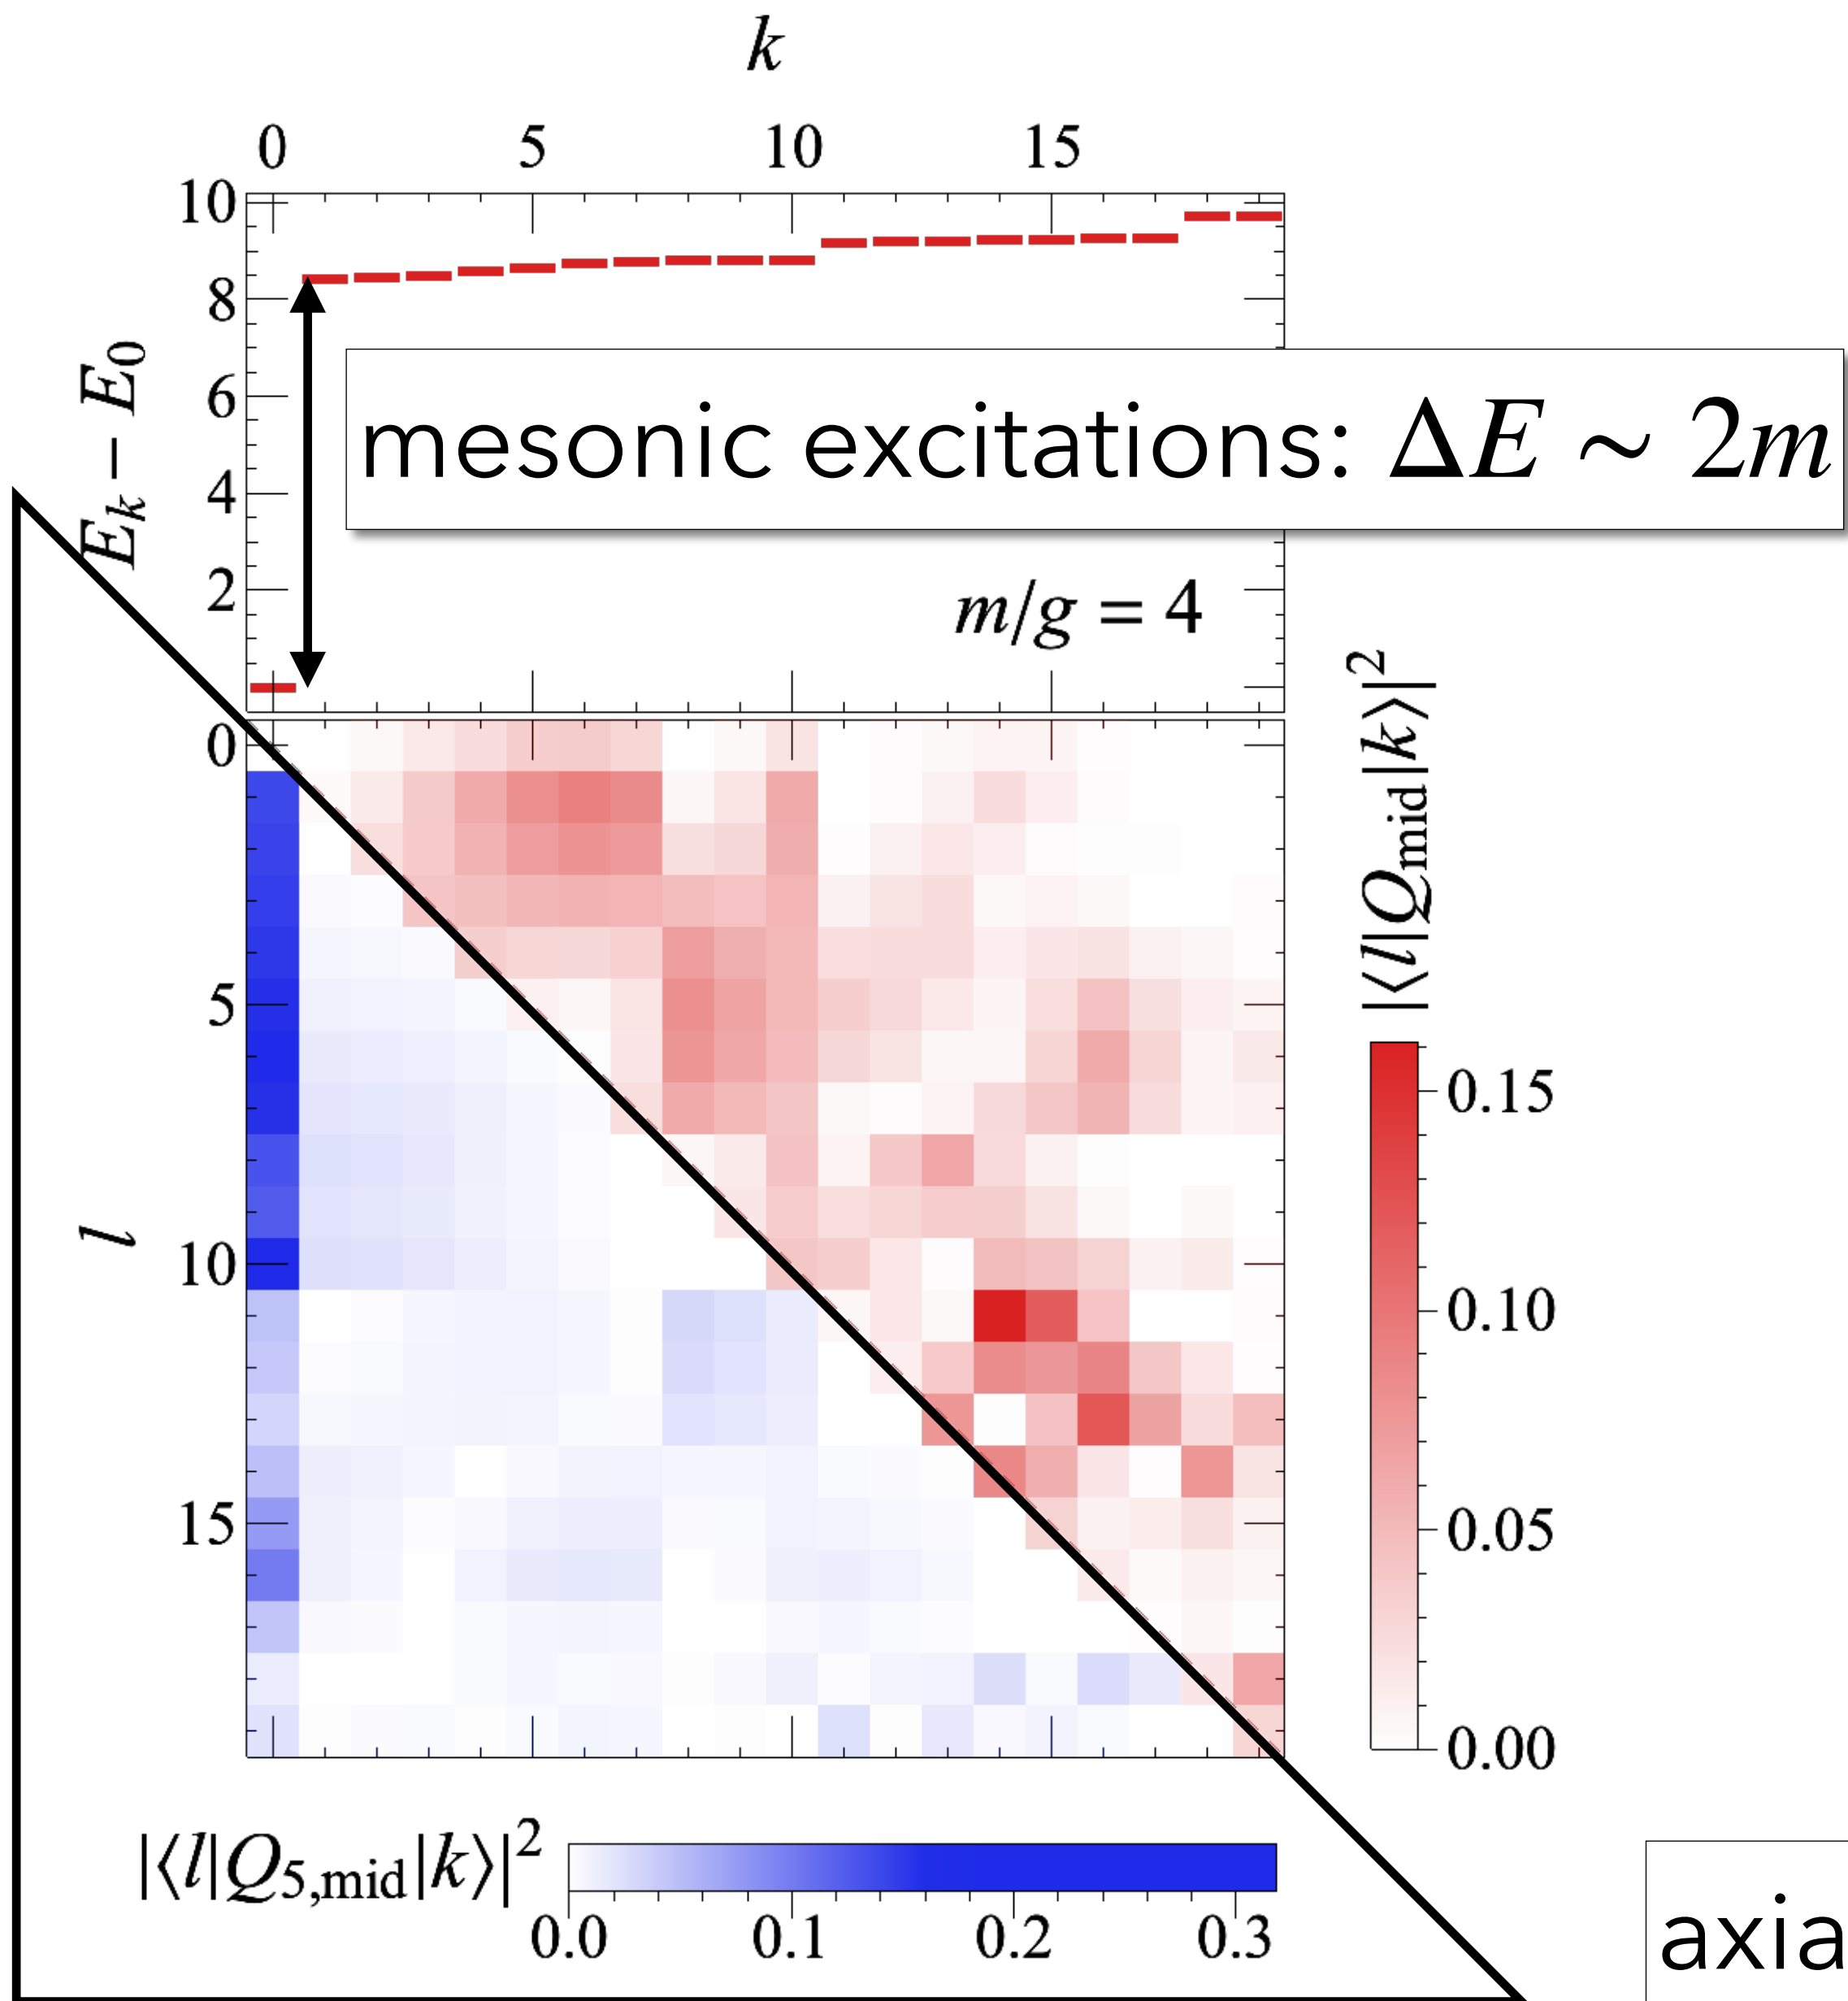 k
0 5 10 15
10
8
6
4
2
E_k − E_0
mesonic excitations: ΔE ~ 2m
m/g = 4
0
5
10
15
l
|⟨l|Q_mid|k⟩|²
0.15
0.10
0.05
0.00
|⟨l|Q_5,mid|k⟩|²
0.0 0.1 0.2 0.3
axia